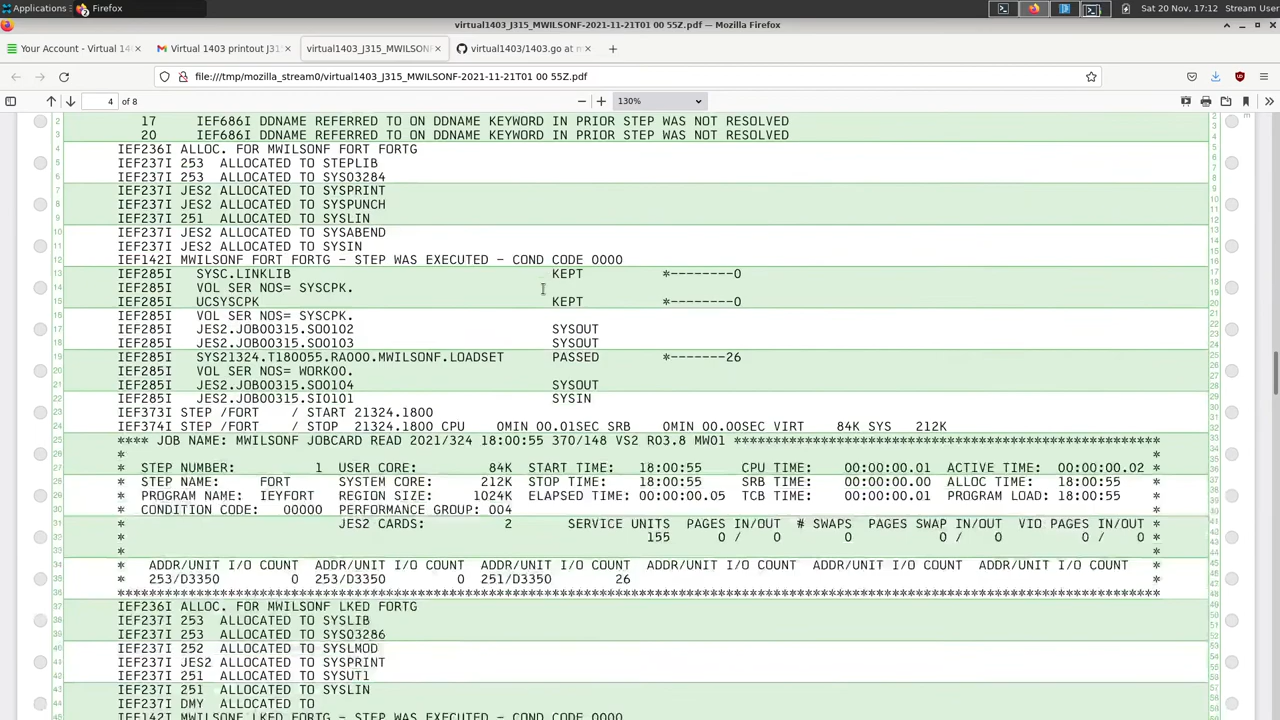 Applications Firefox Sat 20 Nov, 17:12 Stream User
virtual1403_J315_MWILSONF-2021-11-21T01 00 55Z.pdf — Mozilla Firefox
Your Account - Virtual 14 Virtual 1403 printout J315 virtual1403_J315_MWILSONF- virtual1403/1403.go at m
file:///tmp/mozilla_stream0/virtual1403_J315_MWILSONF-2021-11-21T01 00 55Z.pdf
4 of 8 130%
17 IEF686I DDNAME REFERRED TO ON DDNAME KEYWORD IN PRIOR STEP WAS NOT RESOLVED
20 IEF686I DDNAME REFERRED TO ON DDNAME KEYWORD IN PRIOR STEP WAS NOT RESOLVED
IEF236I ALLOC. FOR MWILSONF FORT FORTG
IEF237I 253 ALLOCATED TO STEPLIB
IEF237I 253 ALLOCATED TO SYS03284
IEF237I JES2 ALLOCATED TO SYSPRINT
IEF237I JES2 ALLOCATED TO SYSPUNCH
IEF237I 251 ALLOCATED TO SYSLIN
IEF237I JES2 ALLOCATED TO SYSABEND
IEF237I JES2 ALLOCATED TO SYSIN
IEF142I MWILSONF FORT FORTG - STEP WAS EXECUTED - COND CODE 0000
IEF285I SYSC.LINKLIB KEPT *--------0
IEF285I VOL SER NOS= SYSCPK.
IEF285I UCSYSCPK KEPT *--------0
IEF285I VOL SER NOS= SYSCPK.
IEF285I JES2.JOB00315.SO0102 SYSOUT
IEF285I JES2.JOB00315.SO0103 SYSOUT
IEF285I SYS21324.T180055.RA000.MWILSONF.LOADSET PASSED *-------26
IEF285I VOL SER NOS= WORK00.
IEF285I JES2.JOB00315.SO0104 SYSOUT
IEF285I JES2.JOB00315.SI0101 SYSIN
IEF373I STEP /FORT / START 21324.1800
IEF374I STEP /FORT / STOP 21324.1800 CPU 0MIN 00.01SEC SRB 0MIN 00.00SEC VIRT 84K SYS 212K
**** JOB NAME: MWILSONF JOBCARD READ 2021/324 18:00:55 370/148 VS2 R03.8 MW01 ******************************************************
* *
* STEP NUMBER: 1 USER CORE: 84K START TIME: 18:00:55 CPU TIME: 00:00:00.01 ACTIVE TIME: 00:00:00.02 *
* STEP NAME: FORT SYSTEM CORE: 212K STOP TIME: 18:00:55 SRB TIME: 00:00:00.00 ALLOC TIME: 18:00:55 *
* PROGRAM NAME: IEYFORT REGION SIZE: 1024K ELAPSED TIME: 00:00:00.05 TCB TIME: 00:00:00.01 PROGRAM LOAD: 18:00:55 *
* CONDITION CODE: 00000 PERFORMANCE GROUP: 004 *
* JES2 CARDS: 2 SERVICE UNITS PAGES IN/OUT # SWAPS PAGES SWAP IN/OUT VIO PAGES IN/OUT *
* 155 0 / 0 0 0 / 0 0 / 0 *
* *
* ADDR/UNIT I/O COUNT ADDR/UNIT I/O COUNT ADDR/UNIT I/O COUNT ADDR/UNIT I/O COUNT ADDR/UNIT I/O COUNT ADDR/UNIT I/O COUNT *
* 253/D3350 0 253/D3350 0 251/D3350 26 *
************************************************************************************************************************************
IEF236I ALLOC. FOR MWILSONF LKED FORTG
IEF237I 253 ALLOCATED TO SYSLIB
IEF237I 253 ALLOCATED TO SYS03286
IEF237I 252 ALLOCATED TO SYSLMOD
IEF237I JES2 ALLOCATED TO SYSPRINT
IEF237I 251 ALLOCATED TO SYSUT1
IEF237I 251 ALLOCATED TO SYSLIN
IEF237I DMY ALLOCATED TO
IEF142I MWILSONF LKED FORTG - STEP WAS EXECUTED - COND CODE 0000